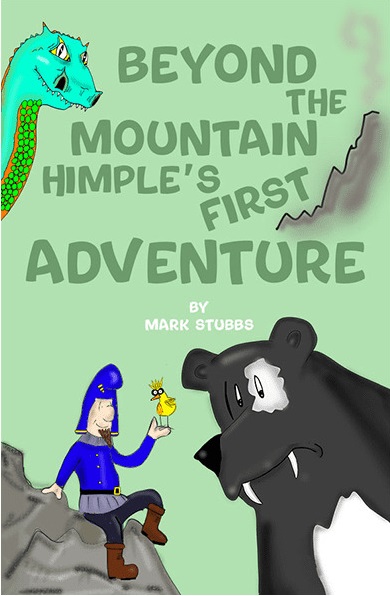 BEYOND
THE
MOUNTAIN
HIMPLE'S
FIRST
ADVENTURE
BY
MARK STUBBS